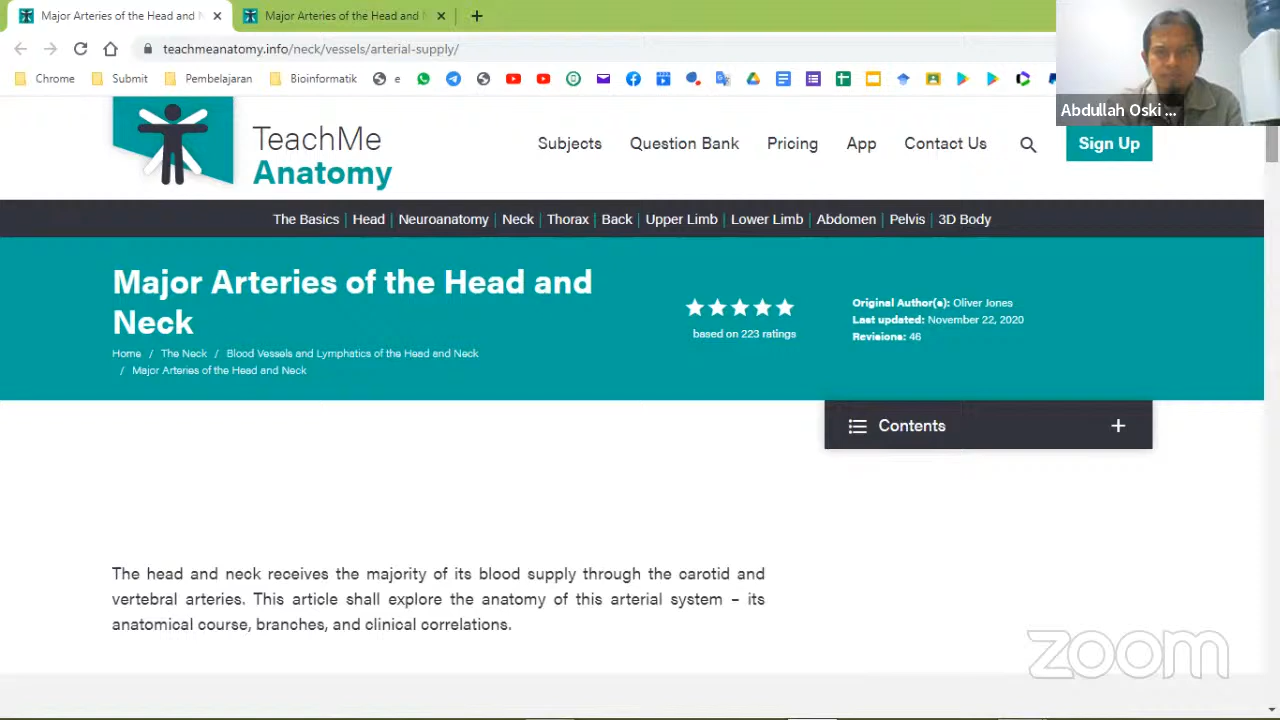 Major Arteries of the Head and
Major Arteries of the Head and
teachmeanatomy.info/neck/vessels/arterial-supply/
Chrome
Submit
Pembelajaran
Bioinformatik
e
Abdullah Oski ...
TeachMe
Anatomy
Subjects
Question Bank
Pricing
App
Contact Us
Sign Up
The Basics | Head | Neuroanatomy | Neck | Thorax | Back | Upper Limb | Lower Limb | Abdomen | Pelvis | 3D Body
Major Arteries of the Head and
Neck
Home / The Neck / Blood Vessels and Lymphatics of the Head and Neck
/ Major Arteries of the Head and Neck
based on 223 ratings
Original Author(s): Oliver Jones
Last updated: November 22, 2020
Revisions: 46
Contents
The head and neck receives the majority of its blood supply through the carotid and
vertebral arteries. This article shall explore the anatomy of this arterial system – its
anatomical course, branches, and clinical correlations.
zoom